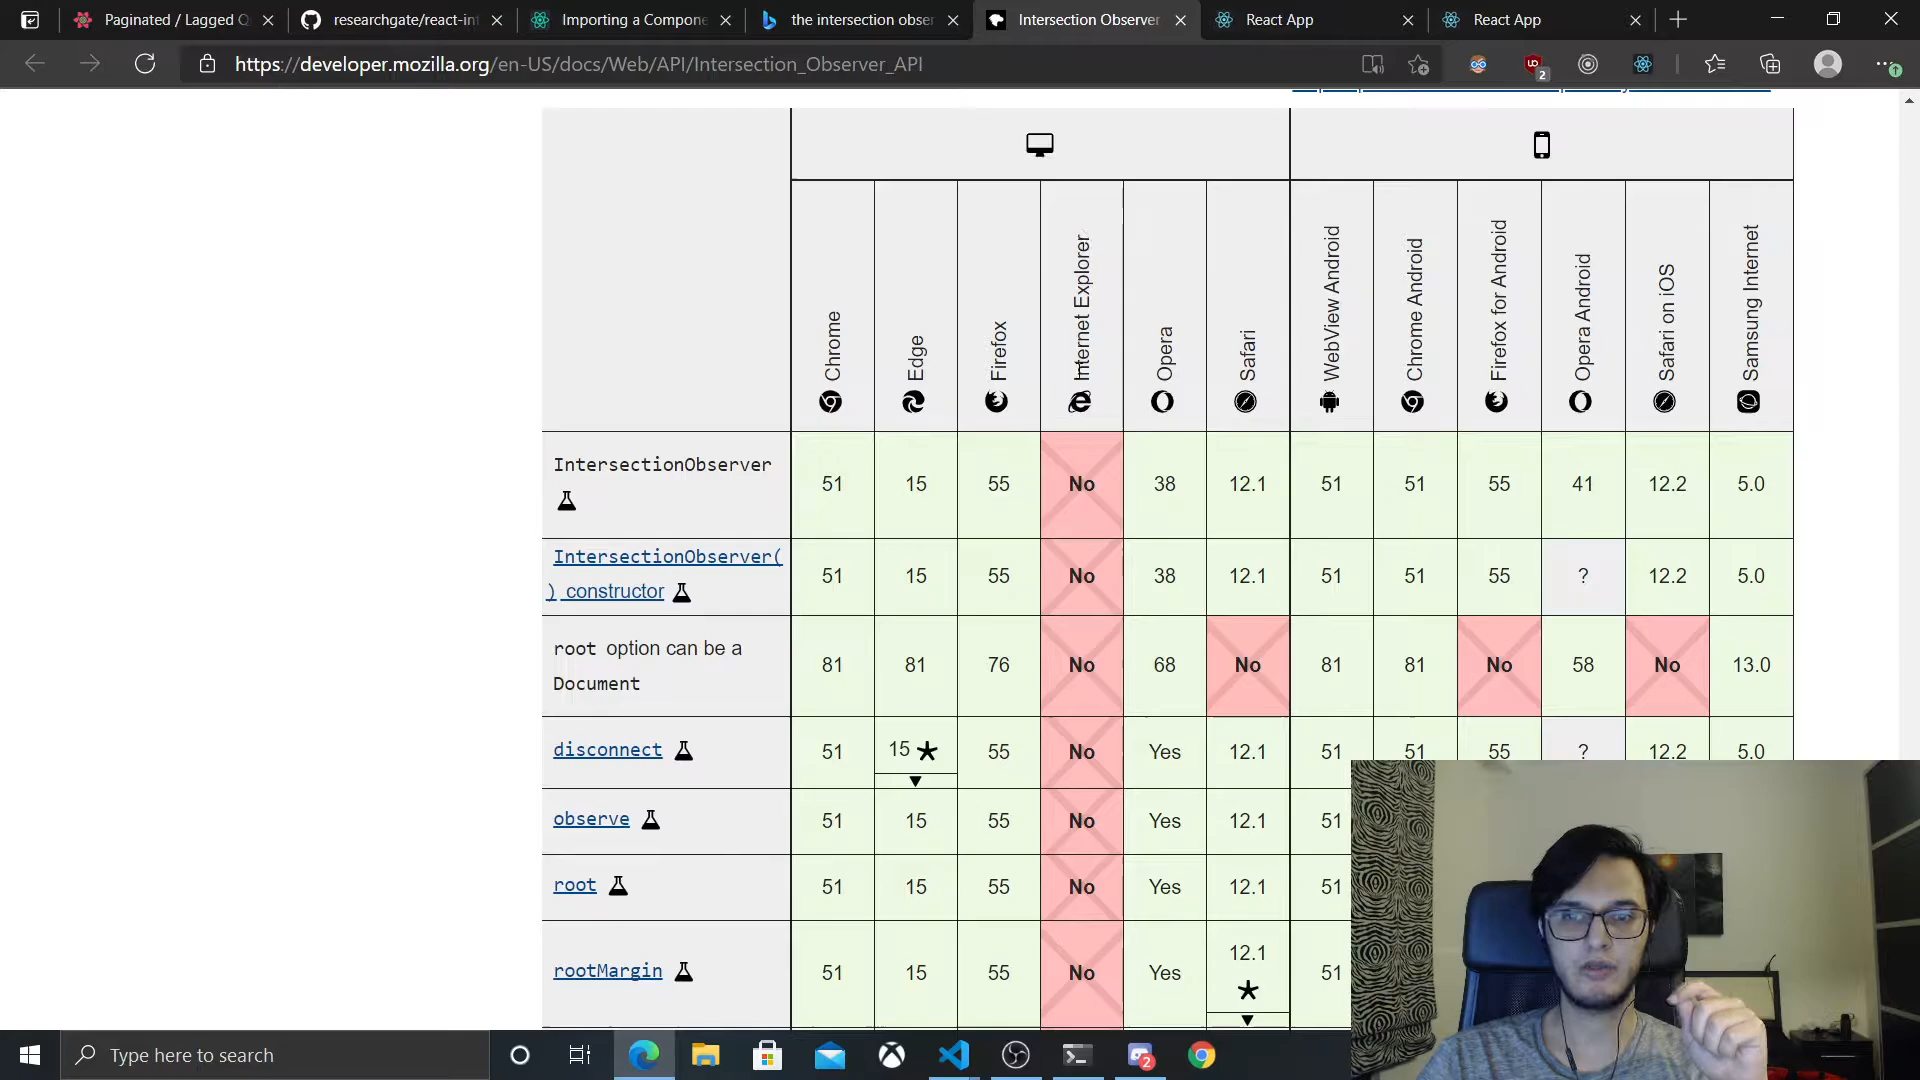 Paginated / Lagged Q
researchgate/react-int
Importing a Compone
the intersection obser
Intersection Observer
React App
React App
https://developer.mozilla.org/en-US/docs/Web/API/Intersection_Observer_API
2
Chrome
Edge
Firefox
Internet Explorer
Opera
Safari
WebView Android
Chrome Android
Firefox for Android
Opera Android
Safari on iOS
Samsung Internet
IntersectionObserver 51 15 55 No 38 12.1 51 51 55 41 12.2 5.0
IntersectionObserver(
) constructor 51 15 55 No 38 12.1 51 51 55 ? 12.2 5.0
root option can be a
Document 81 81 76 No 68 No 81 81 No 58 No 13.0
disconnect 51 15 * 55 No Yes 12.1 51 51 55 ? 12.2 5.0
observe 51 15 55 No Yes 12.1 51
root 51 15 55 No Yes 12.1 51
rootMargin 51 15 55 No Yes 12.1 * 51
Type here to search
2